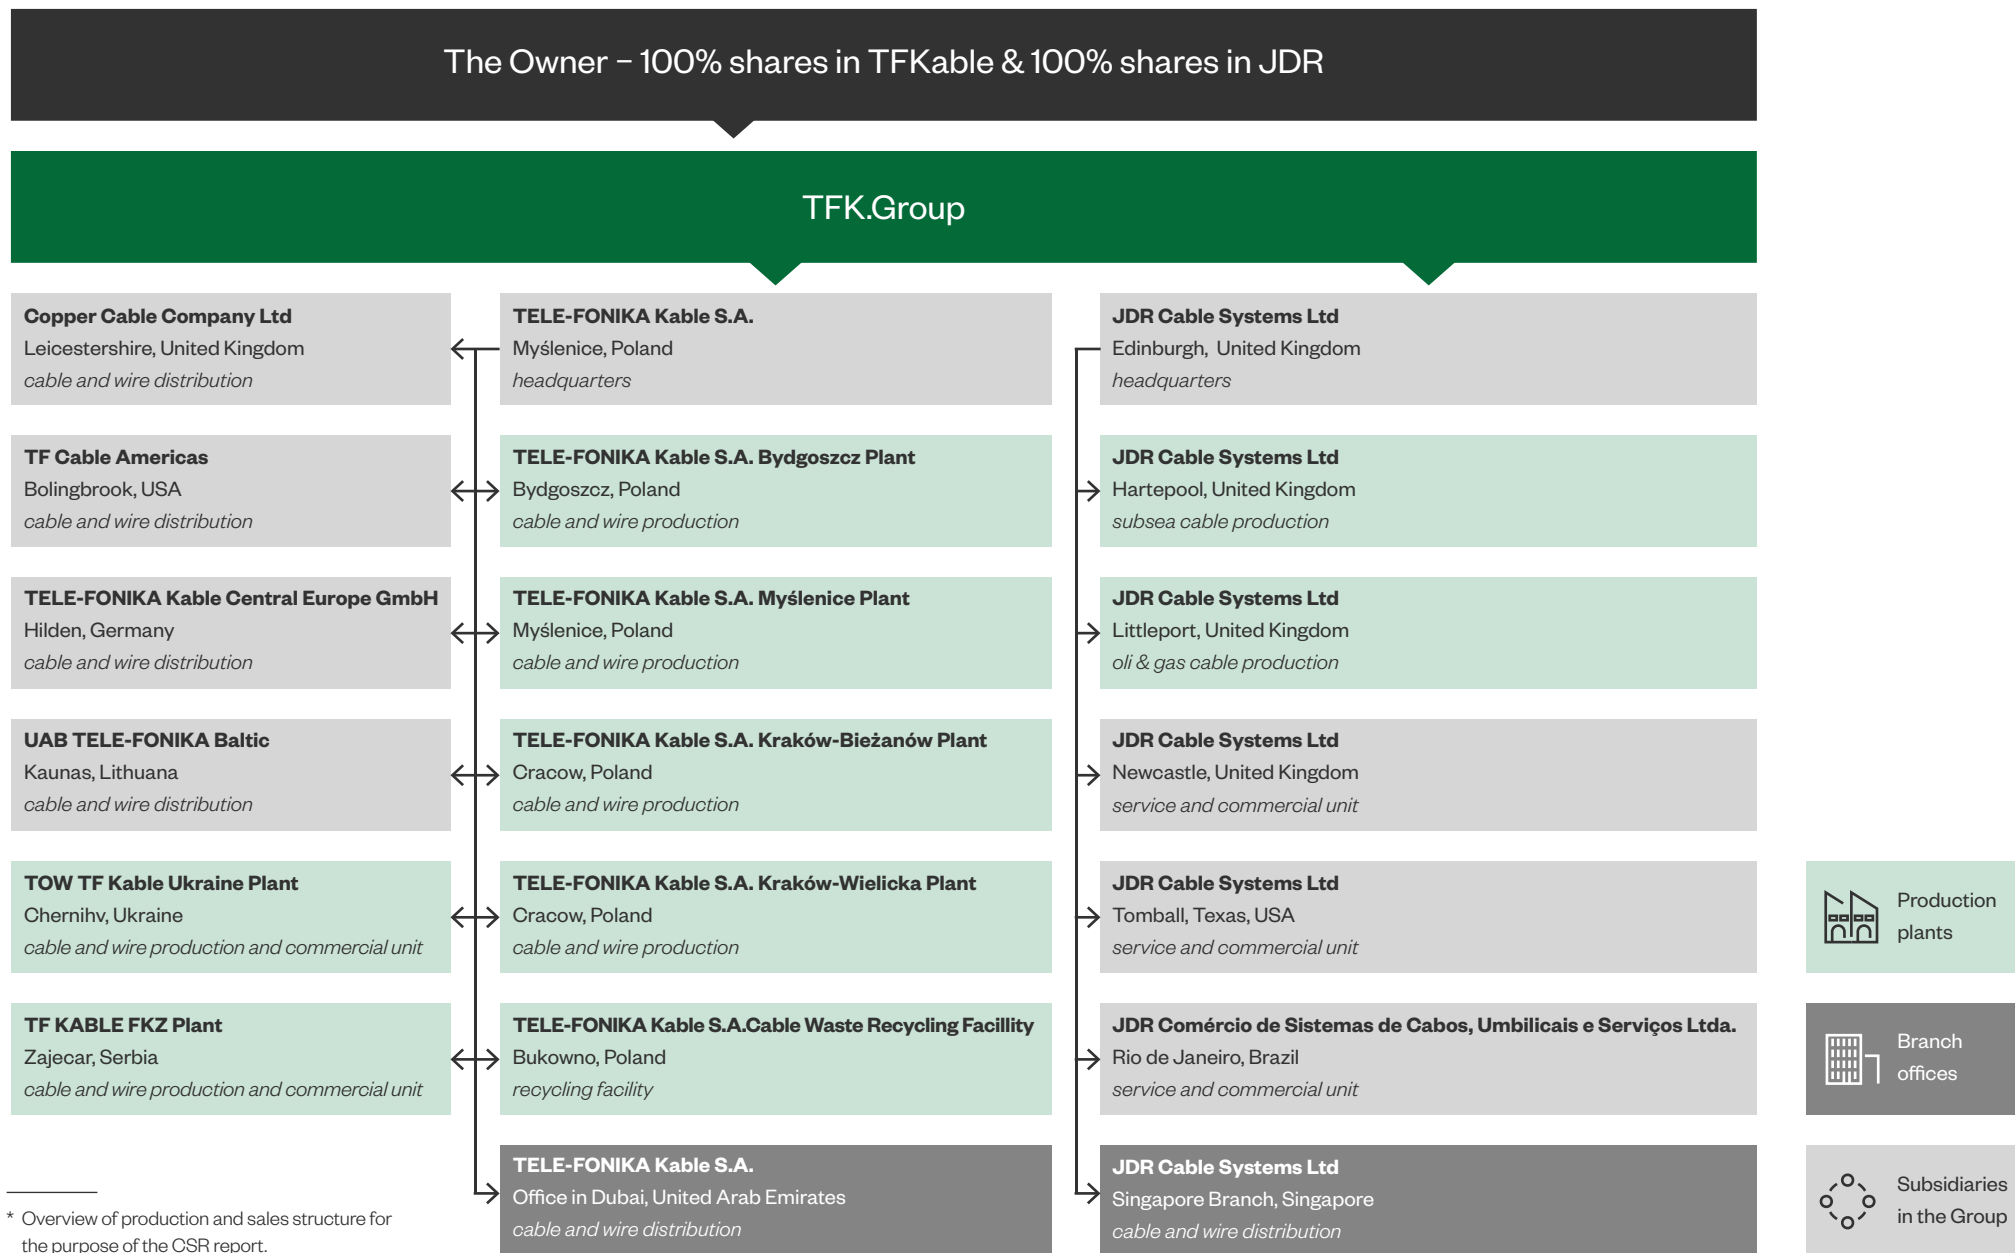 The Owner – 100% shares in TFKable & 100% shares in JDR
TFK.Group
Copper Cable Company Ltd
Leicestershire, United Kingdom
cable and wire distribution
TF Cable Americas
Bolingbrook, USA
cable and wire distribution
TELE-FONIKA Kable Central Europe GmbH
Hilden, Germany
cable and wire distribution
UAB TELE-FONIKA Baltic
Kaunas, Lithuana
cable and wire distribution
TOW TF Kable Ukraine Plant
Chernihv, Ukraine
cable and wire production and commercial unit
TF KABLE FKZ Plant
Zajecar, Serbia
cable and wire production and commercial unit
TELE-FONIKA Kable S.A.
Myślenice, Poland
headquarters
TELE-FONIKA Kable S.A. Bydgoszcz Plant
Bydgoszcz, Poland
cable and wire production
TELE-FONIKA Kable S.A. Myślenice Plant
Myślenice, Poland
cable and wire production
TELE-FONIKA Kable S.A. Kraków-Bieżanów Plant
Cracow, Poland
cable and wire production
TELE-FONIKA Kable S.A. Kraków-Wielicka Plant
Cracow, Poland
cable and wire production
TELE-FONIKA Kable S.A.Cable Waste Recycling Facillity
Bukowno, Poland
recycling facility
TELE-FONIKA Kable S.A.
Office in Dubai, United Arab Emirates
cable and wire distribution
JDR Cable Systems Ltd
Edinburgh, United Kingdom
headquarters
JDR Cable Systems Ltd
Hartepool, United Kingdom
subsea cable production
JDR Cable Systems Ltd
Littleport, United Kingdom
oli & gas cable production
JDR Cable Systems Ltd
Newcastle, United Kingdom
service and commercial unit
JDR Cable Systems Ltd
Tomball, Texas, USA
service and commercial unit
JDR Comércio de Sistemas de Cabos, Umbilicais e Serviços Ltda.
Rio de Janeiro, Brazil
service and commercial unit
JDR Cable Systems Ltd
Singapore Branch, Singapore
cable and wire distribution
Production
plants
Branch
offices
Subsidiaries
in the Group
* Overview of production and sales structure for
the purpose of the CSR report.